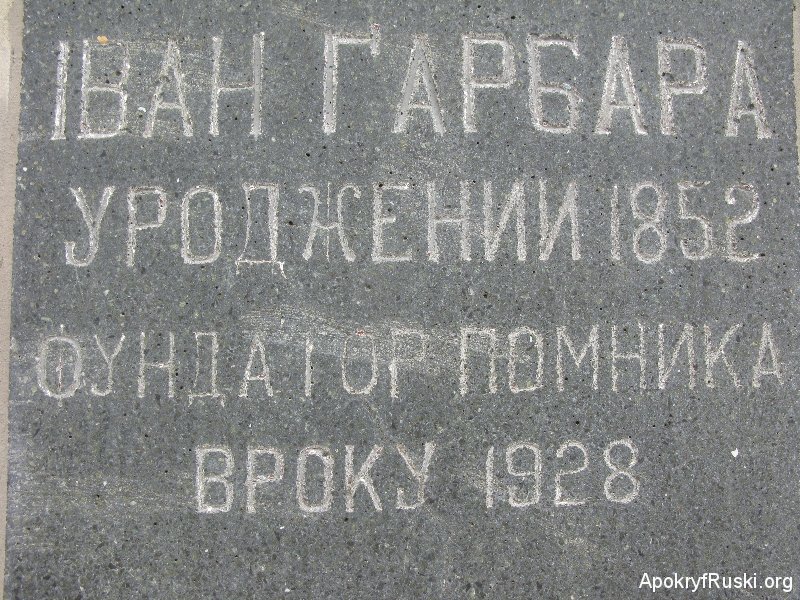 ІВАН ГАРБАРА
УРОДЖЕНИИ 1852
ФУНДАТОР ПОМНИКА
ВРОКУ 1928
ApokryfRuski.org